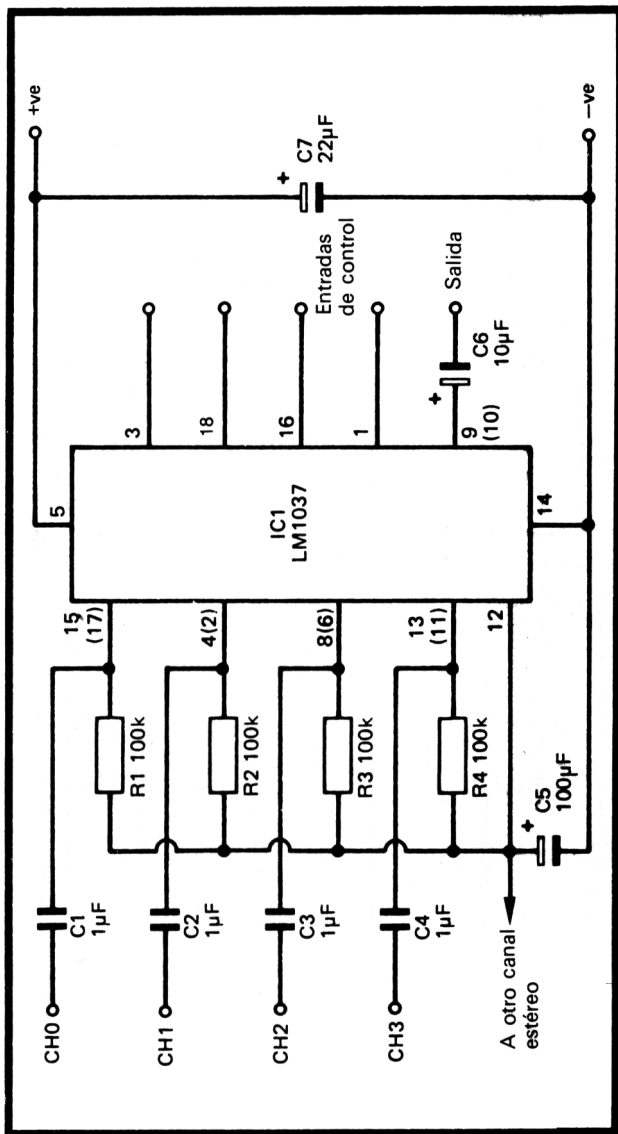 +ve
+
C7
22µF
Entradas
de control
Salida
+
C6
10µF
–ve
3
18
16
1
9
(10)
5
IC1
LM1037
14
15
(17)
4(2)
8(6)
13
(11)
12
R1 100k
R2 100k
R3 100k
R4 100k
+
C5
100µF
C1
1µF
C2
1µF
C3
1µF
C4
1µF
CH0
CH1
CH2
CH3
A otro canal
estéreo